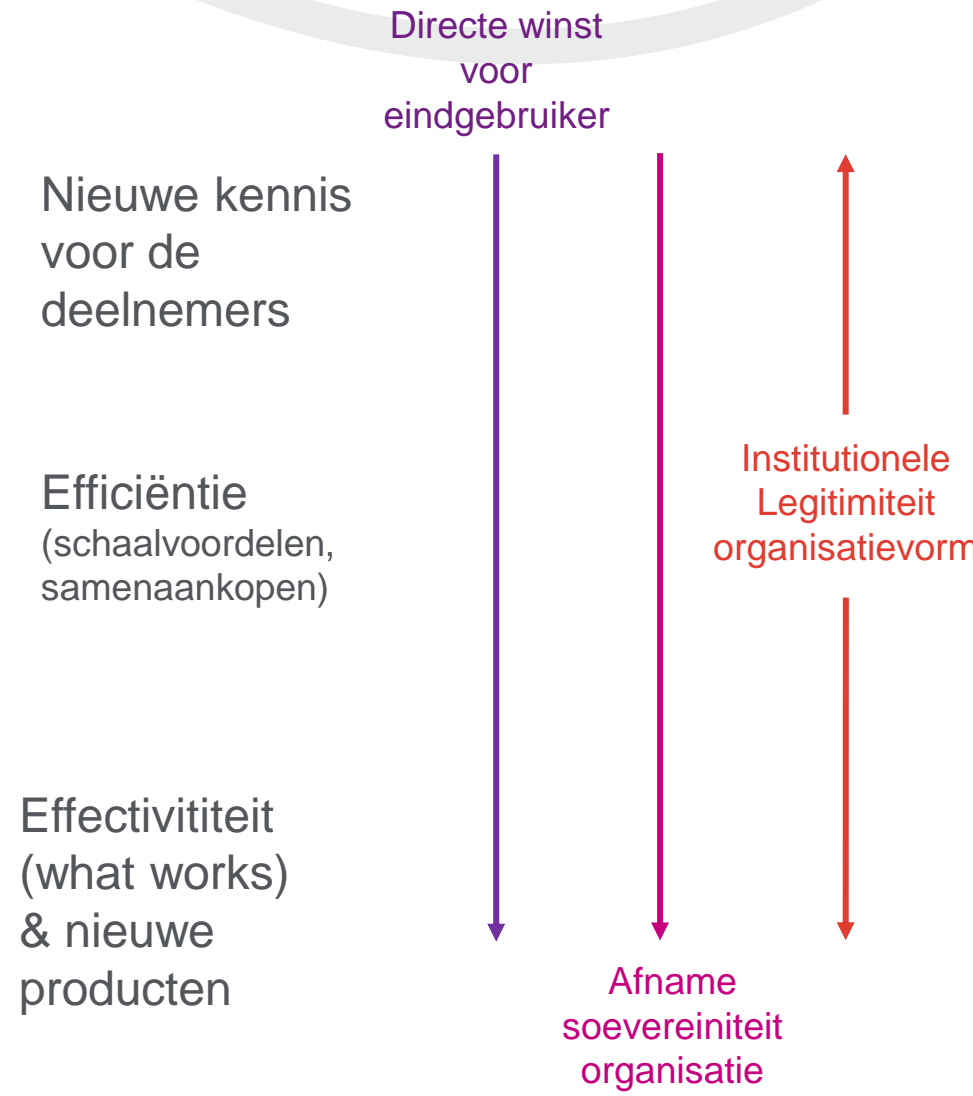 Directe winst
voor
eindgebruiker
Nieuwe kennis
voor de
deelnemers
Efficiëntie
(schaalvoordelen,
samenaankopen)
Institutionele
Legitimiteit
organisatievorm
Effectivititeit
(what works)
& nieuwe
producten
Afname
soevereiniteit
organisatie